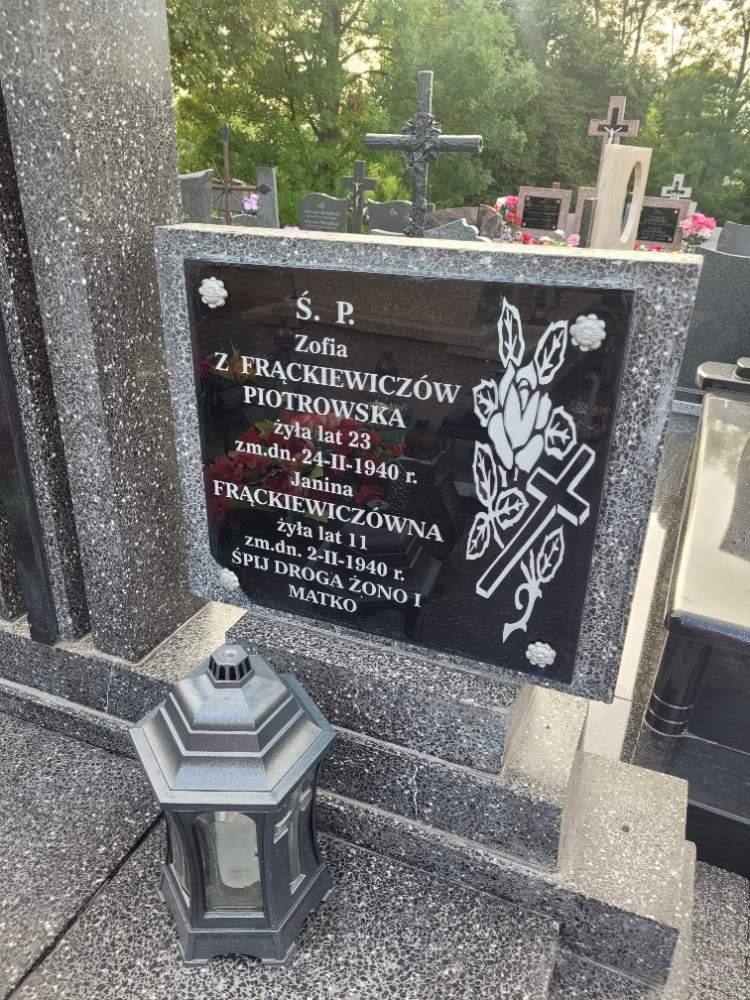 Ś. P.
Zofia
Z FRĄCKIEWICZÓW
PIOTROWSKA
żyła lat 23
zm.dn. 24-II-1940 r.
Janina
FRĄCKIEWICZÓWNA
żyła lat 11
zm.dn. 2-II-1940 r.
ŚPIJ DROGA ŻONO I
MATKO